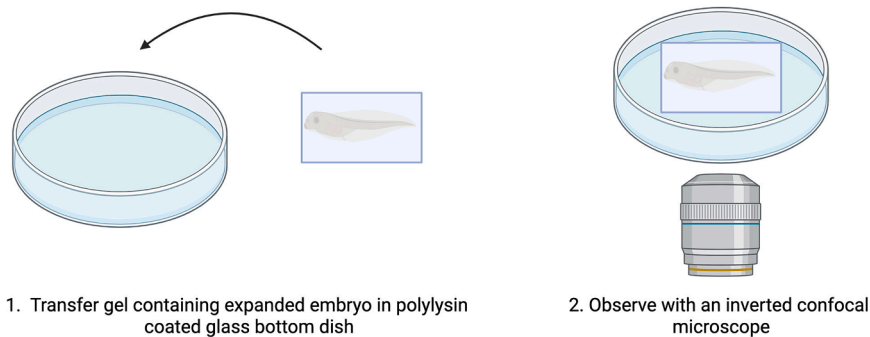 1. Transfer gel containing expanded embryo in polylysin
coated glass bottom dish
2. Observe with an inverted confocal
microscope